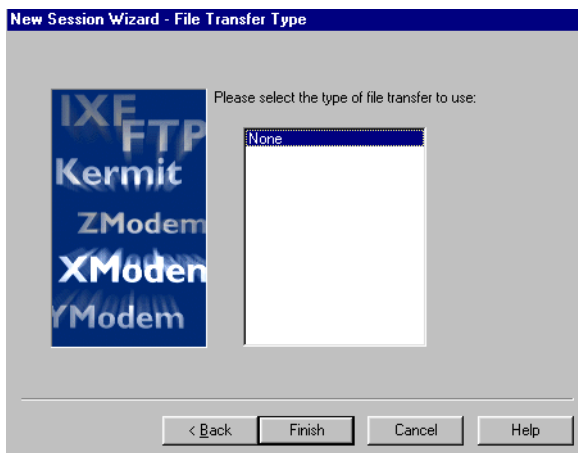 New Session Wizard - File Transfer Type
Please select the type of file transfer to use:
IXF
FTP
Kermit
ZModem
XModem
YModem
None
< Back
Finish
Cancel
Help